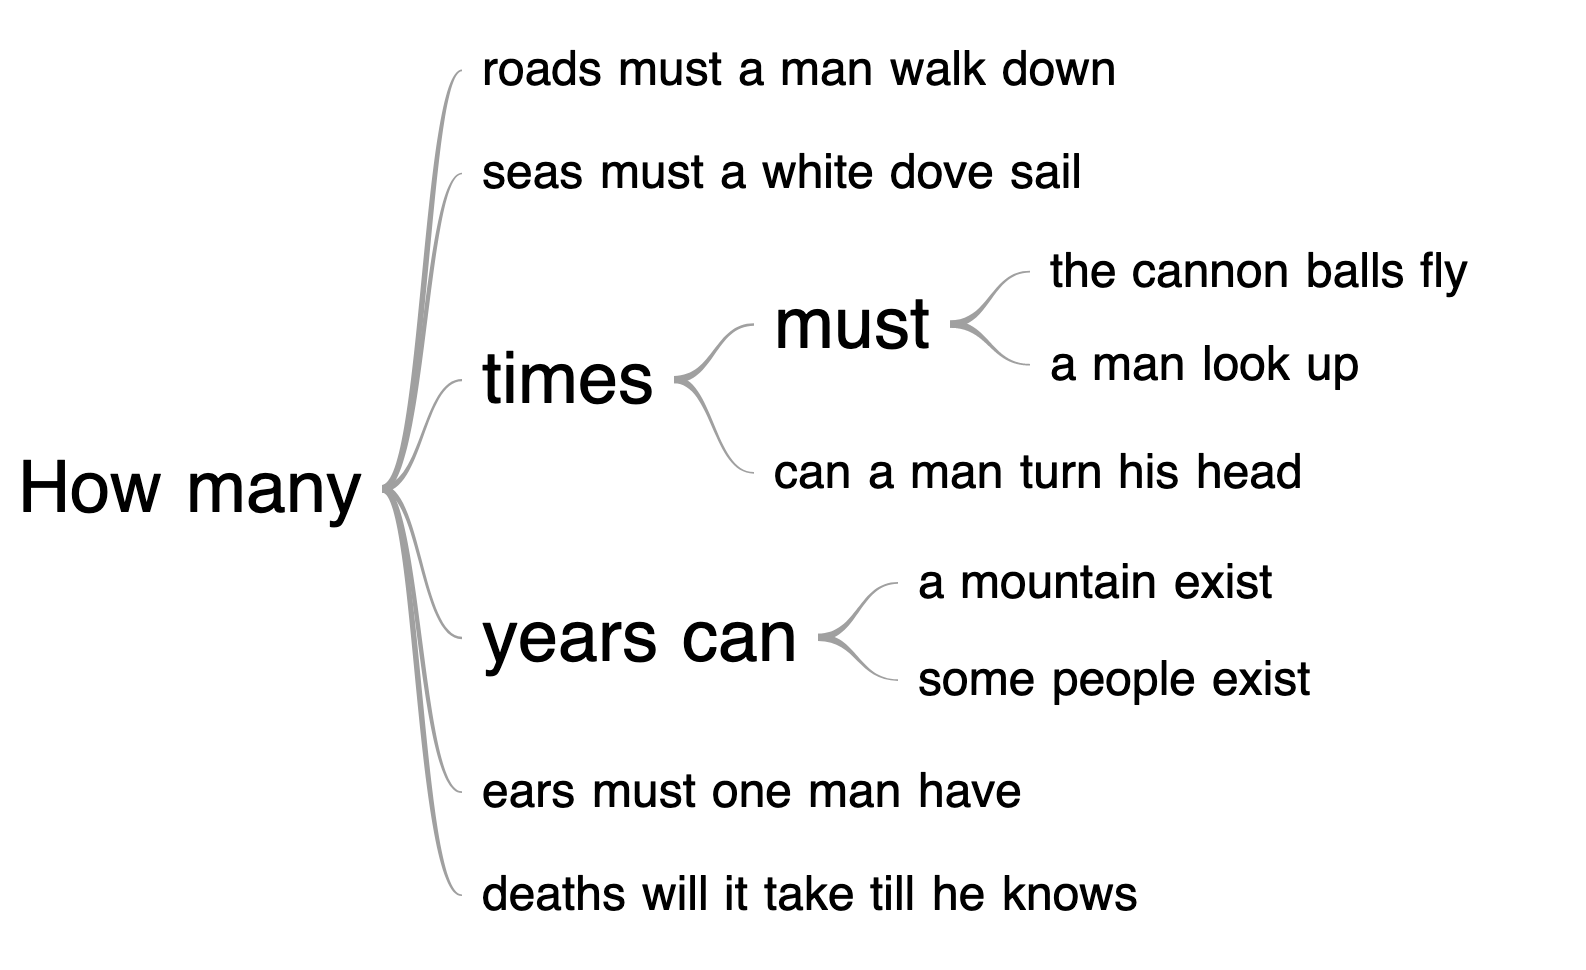 roads must a man walk down
seas must a white dove sail
the cannon balls fly
must
a man look up
times
can a man turn his head
How many
a mountain exist
years can
some people exist
ears must one man have
deaths will it take till he knows